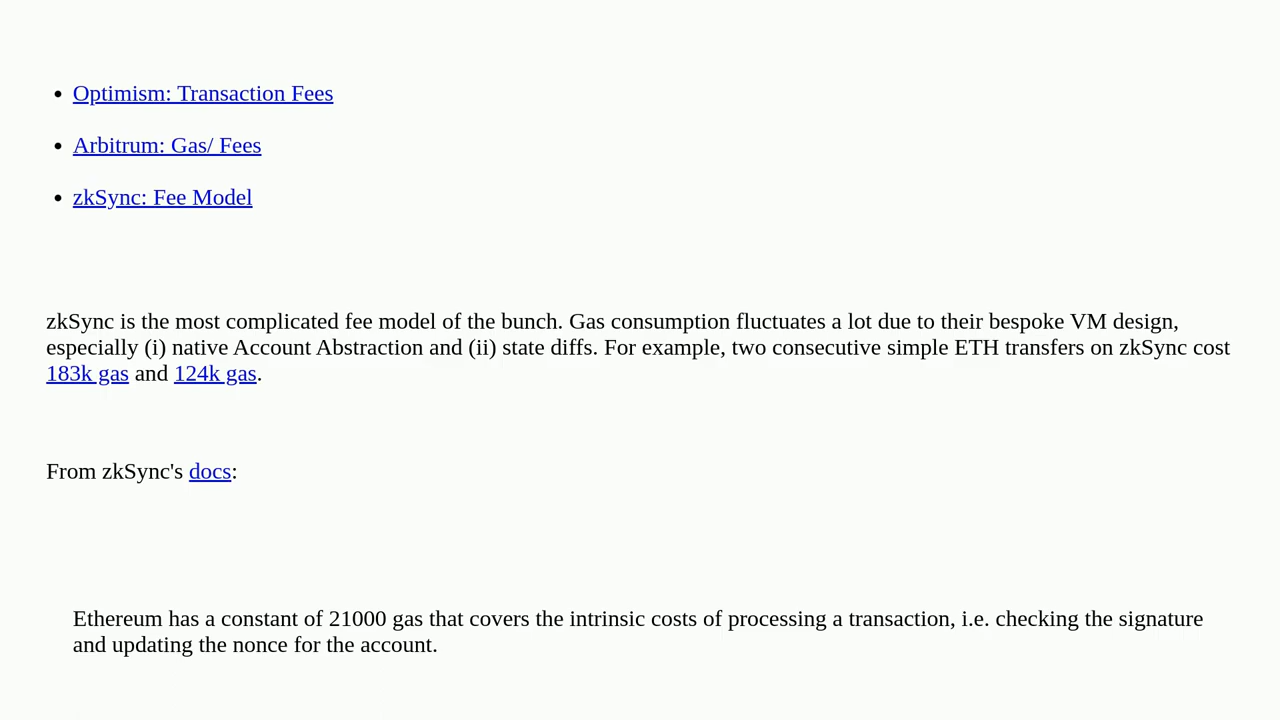 Optimism: Transaction Fees
Arbitrum: Gas/ Fees
zkSync: Fee Model
zkSync is the most complicated fee model of the bunch. Gas consumption fluctuates a lot due to their bespoke VM design,
especially (i) native Account Abstraction and (ii) state diffs. For example, two consecutive simple ETH transfers on zkSync cost
183k gas and 124k gas.
From zkSync's docs:
Ethereum has a constant of 21000 gas that covers the intrinsic costs of processing a transaction, i.e. checking the signature
and updating the nonce for the account.